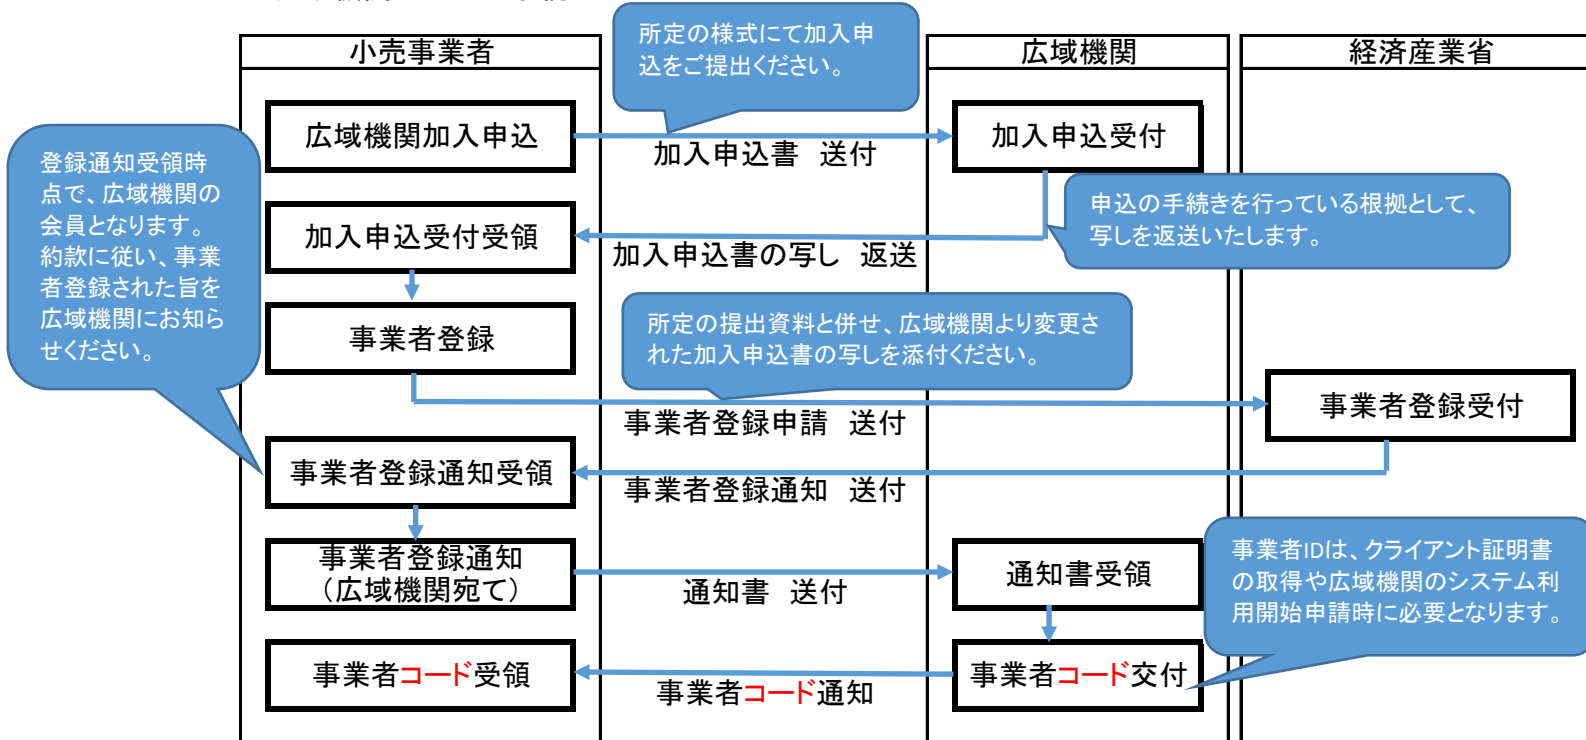 小売事業者
広域機関
経済産業省
所定の様式にて加入申
込をご提出ください。
広域機関加入申込
加入申込書 送付
加入申込受付
登録通知受領時
点で、広域機関の
会員となります。
約款に従い、事業
者登録された旨を
広域機関にお知ら
せください。
申込の手続きを行っている根拠として、
写しを返送いたします。
加入申込受付受領
加入申込書の写し 返送
事業者登録
所定の提出資料と併せ、広域機関より変更さ
れた加入申込書の写しを添付ください。
事業者登録申請 送付
事業者登録受付
事業者登録通知受領
事業者登録通知 送付
事業者登録通知
（広域機関宛て）
通知書 送付
通知書受領
事業者IDは、クライアント証明書
の取得や広域機関のシステム利
用開始申請時に必要となります。
事業者コード受領
事業者コード通知
事業者コード交付